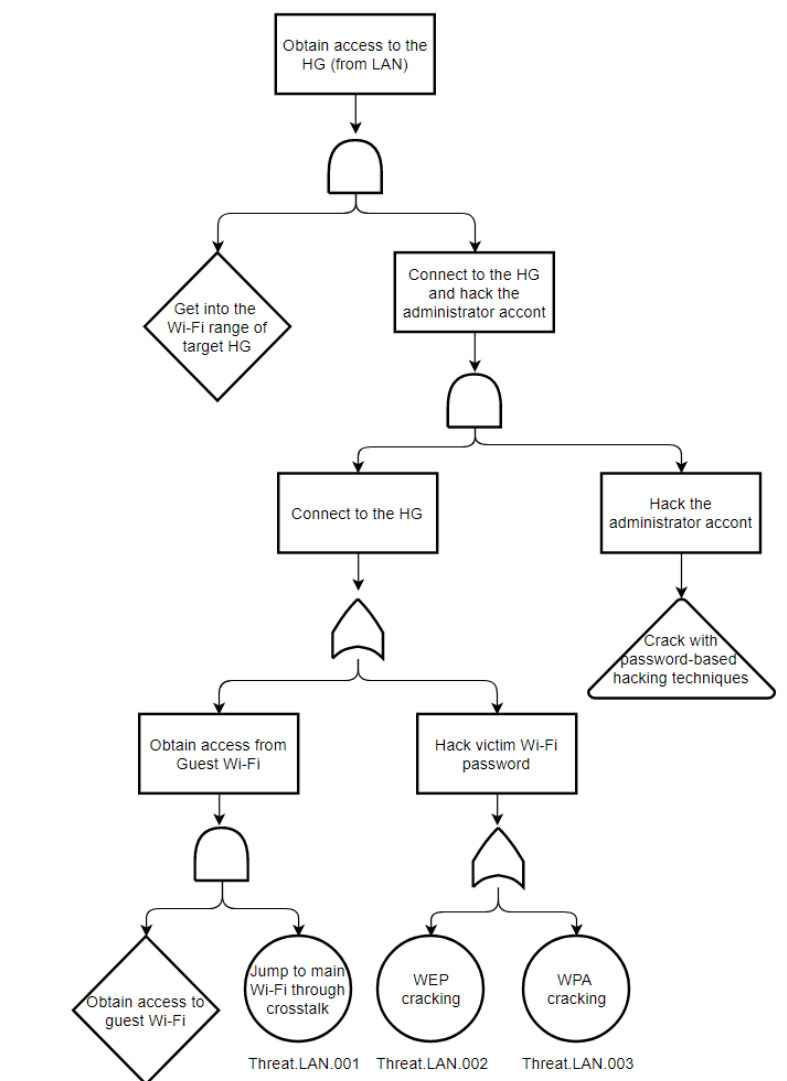 Obtain access to the
HG (from LAN)
Get into the
Wi-Fi range of
target HG
Connect to the HG
and hack the
administrator accont
Connect to the HG
Hack the
administrator accont
Crack with
password-based
hacking techniques
Obtain access from
Guest Wi-Fi
Hack victim Wi-Fi
password
Obtain access to
guest Wi-Fi
Jump to main
Wi-Fi through
crosstalk
WEP
cracking
WPA
cracking
Threat.LAN.001
Threat.LAN.002
Threat.LAN.003